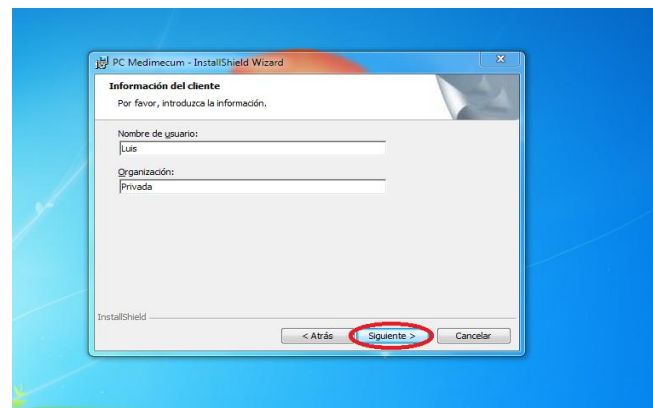 PC Medimecum - InstallShield Wizard
Información del cliente
Por favor, introduzca la información.
Nombre de usuario:
Luis
Organización:
Privada
InstallShield
< Atrás Siguiente > Cancelar